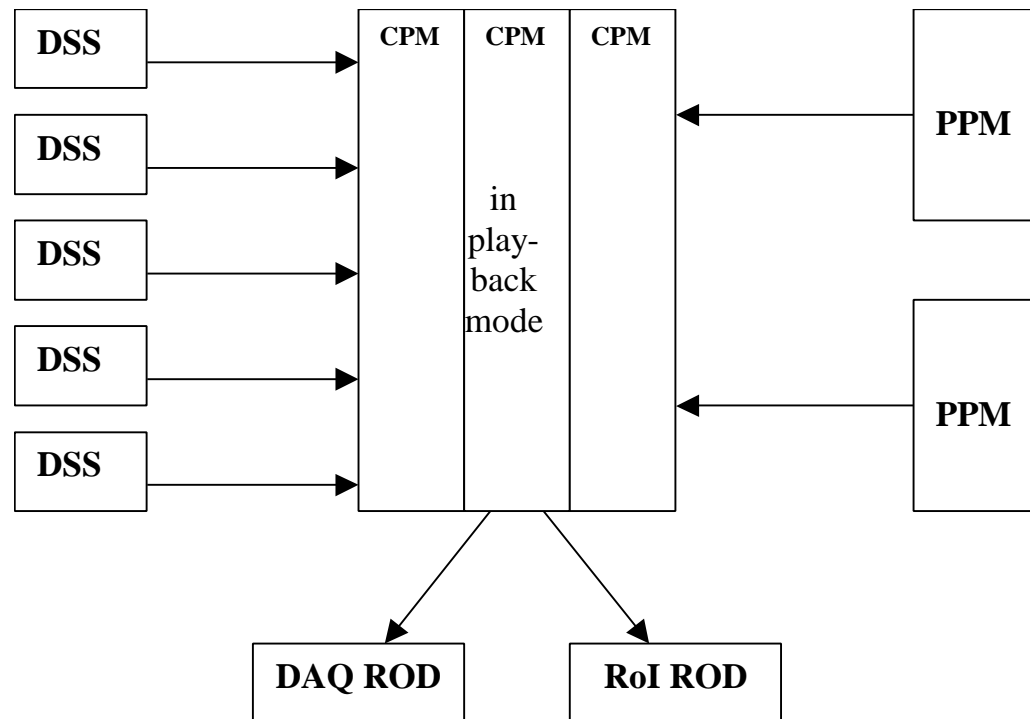 DSS
DSS
DSS
DSS
DSS
CPM
CPM
CPM
in
play-
back
mode
PPM
PPM
DAQ ROD
RoI ROD